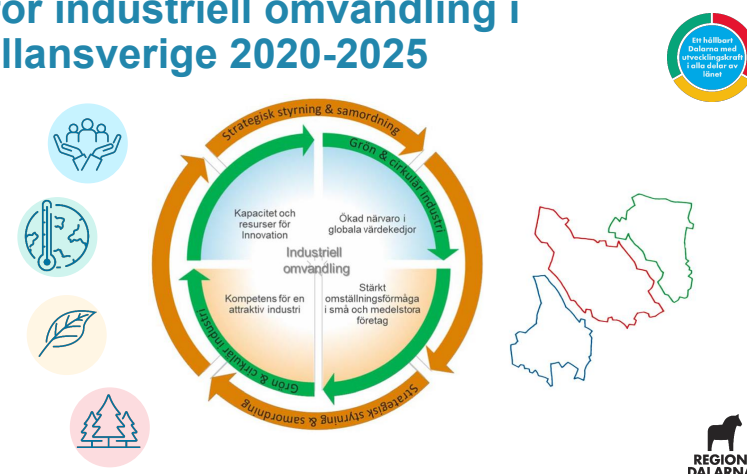 för industriell omvandling i
llansverige 2020-2025
Ett hållbart
Dalarna med
utvecklingskraft
i alla delar av
länet
Strategisk styrning & samordning
Grön & cirkulär industri
Kapacitet och
resurser för
Innovation
Ökad närvaro i
globala värdekedjor
Industriell
omvandling
Kompetens för en
attraktiv industri
Stärkt
omställningsförmåga
i små och medelstora
företag
Grön & cirkulär industri
Strategisk styrning & samordning
REGION
DALARNA